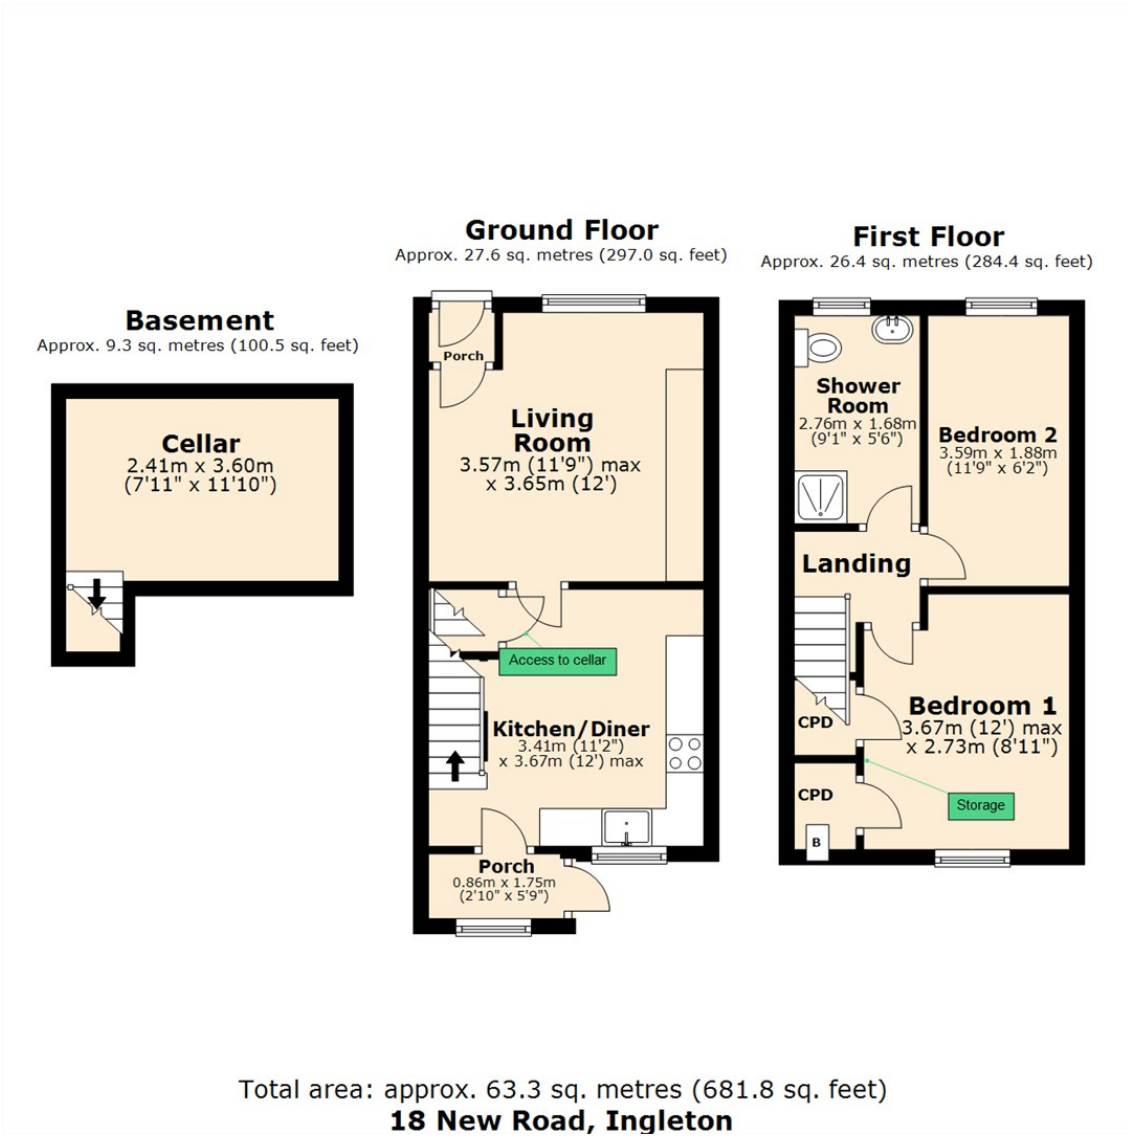 Basement
Approx. 9.3 sq. metres (100.5 sq. feet)
Cellar
2.41m x 3.60m
(7'11" x 11'10")
Ground Floor
Approx. 27.6 sq. metres (297.0 sq. feet)
Porch
Living
Room
3.57m (11'9") max
x 3.65m (12')
Access to cellar
Kitchen/Diner
3.41m (11'2")
x 3.67m (12') max
Porch
0.86m x 1.75m
(2'10" x 5'9")
First Floor
Approx. 26.4 sq. metres (284.4 sq. feet)
Shower
Room
2.76m x 1.68m
(9'1" x 5'6")
Bedroom 2
3.59m x 1.88m
(11'9" x 6'2")
Landing
Bedroom 1
3.67m (12') max
x 2.73m (8'11")
CPD
CPD
Storage
B
Total area: approx. 63.3 sq. metres (681.8 sq. feet)
18 New Road, Ingleton